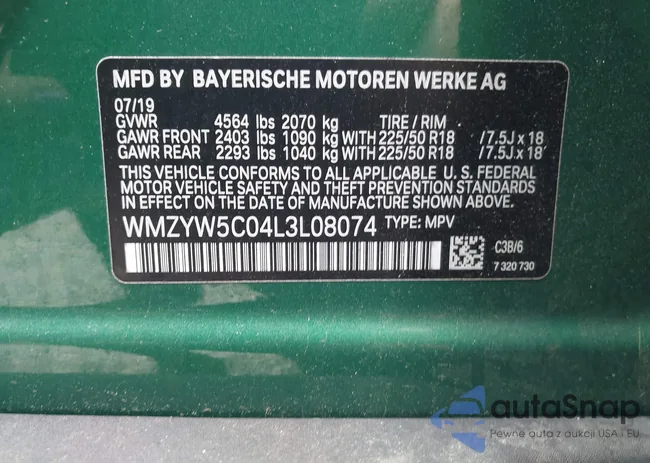 MFD BY BAYERISCHE MOTOREN WERKE AG
07/19
GVWR 4564 lbs 2070 kg TIRE / RIM
GAWR FRONT 2403 lbs 1090 kg WITH 225/50 R18 /7.5J x 18
GAWR REAR 2293 lbs 1040 kg WITH 225/50 R18 /7.5J x 18
THIS VEHICLE CONFORMS TO ALL APPLICABLE U. S. FEDERAL
MOTOR VEHICLE SAFETY AND THEFT PREVENTION STANDARDS
IN EFFECT ON THE DATE OF MANUFACTURE SHOWN ABOVE.
WMZYW5C04L3L08074 TYPE: MPV
C3B/6
7 320 730
autaSnap
Pewne auta z aukcji USA i EU